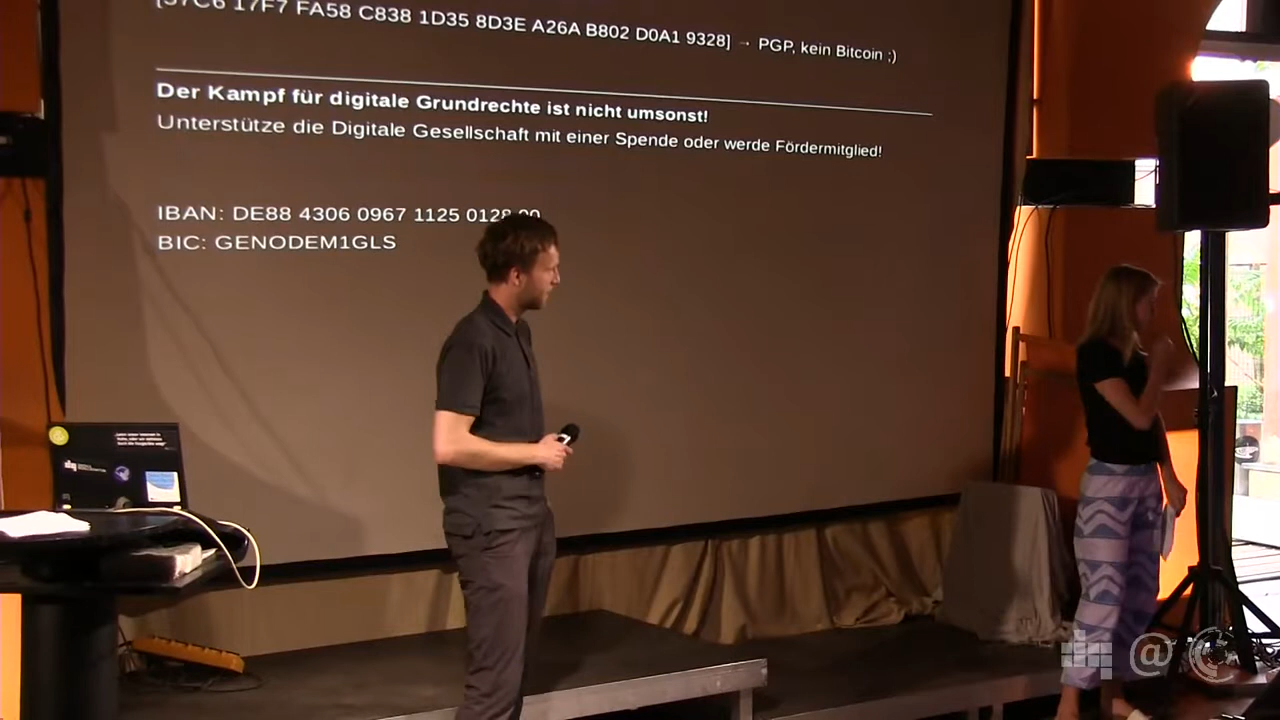 17F7 FA58 C838 1D35 8D3E A26A B802 D0A1 9328] → PGP, kein Bitcoin ;)
Der Kampf für digitale Grundrechte ist nicht umsonst!
Unterstütze die Digitale Gesellschaft mit einer Spende oder werde Fördermitglied!
IBAN: DE88 4306 0967 1125 0128 00
BIC: GENODEM1GLS
@